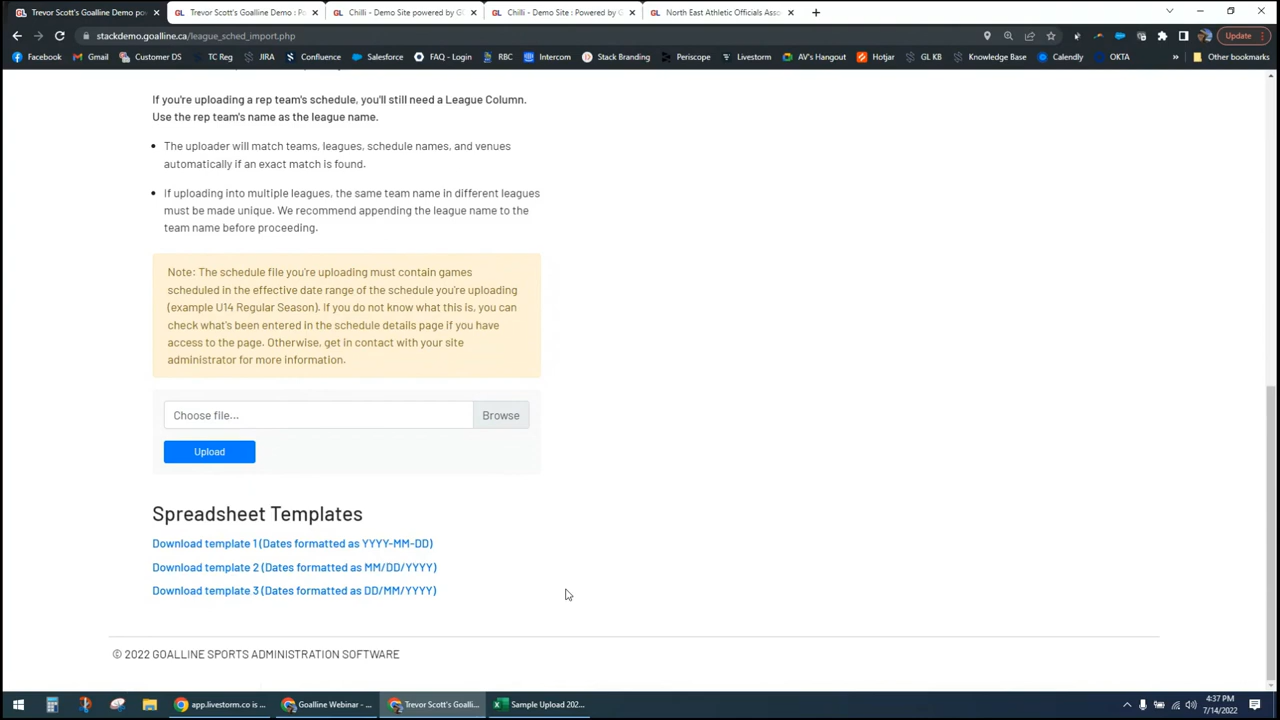 Trevor Scott's Goalline Demo pow
Trevor Scott's Goalline Demo : Po
Chilli - Demo Site powered by GO
Chilli - Demo Site : Powered by G
North East Athletic Officials Asso
stackdemo.goalline.ca/league_sched_import.php
Update
Facebook
Gmail
Customer DS
TC Reg
JIRA
Confluence
Salesforce
FAQ - Login
RBC
Intercom
Stack Branding
Periscope
Livestorm
AV's Hangout
Hotjar
GL KB
Knowledge Base
Calendly
OKTA
Other bookmarks
If you're uploading a rep team's schedule, you'll still need a League Column.
Use the rep team's name as the league name.
The uploader will match teams, leagues, schedule names, and venues
automatically if an exact match is found.
If uploading into multiple leagues, the same team name in different leagues
must be made unique. We recommend appending the league name to the
team name before proceeding.
Note: The schedule file you're uploading must contain games
scheduled in the effective date range of the schedule you're uploading
(example U14 Regular Season). If you do not know what this is, you can
check what's been entered in the schedule details page if you have
access to the page. Otherwise, get in contact with your site
administrator for more information.
Choose file...
Browse
Upload
Spreadsheet Templates
Download template 1 (Dates formatted as YYYY-MM-DD)
Download template 2 (Dates formatted as MM/DD/YYYY)
Download template 3 (Dates formatted as DD/MM/YYYY)
© 2022 GOALLINE SPORTS ADMINISTRATION SOFTWARE
app.livestorm.co is ...
Goalline Webinar - ...
Trevor Scott's Goalli...
Sample Upload 202...
4:37 PM
7/14/2022